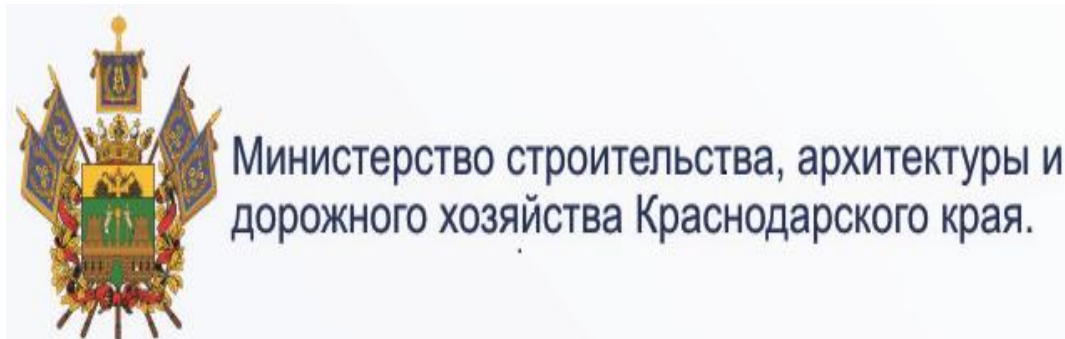 Министерство строительства, архитектуры и
дорожного хозяйства Краснодарского края.